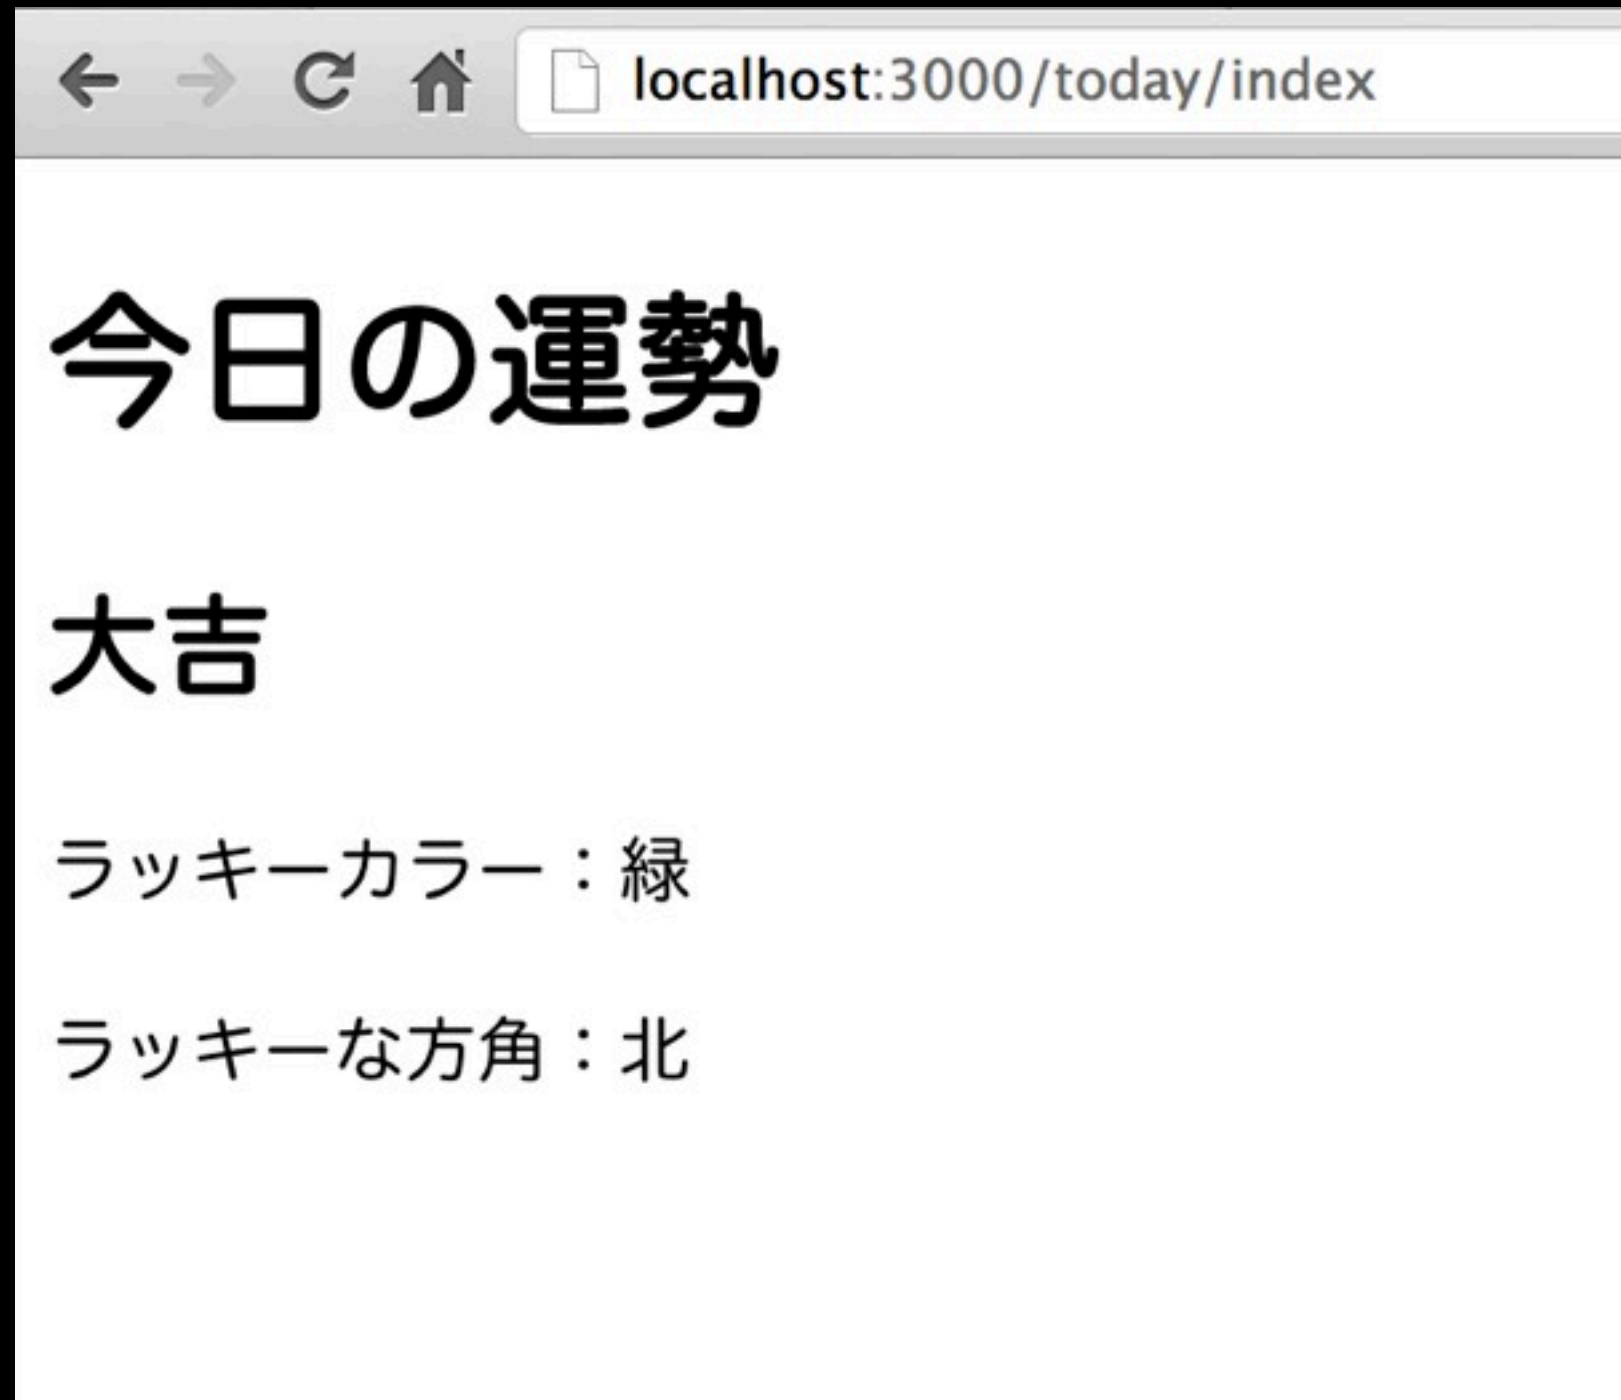 localhost:3000/today/index
今日の運勢
大吉
ラッキーカラー：緑
ラッキーな方角：北